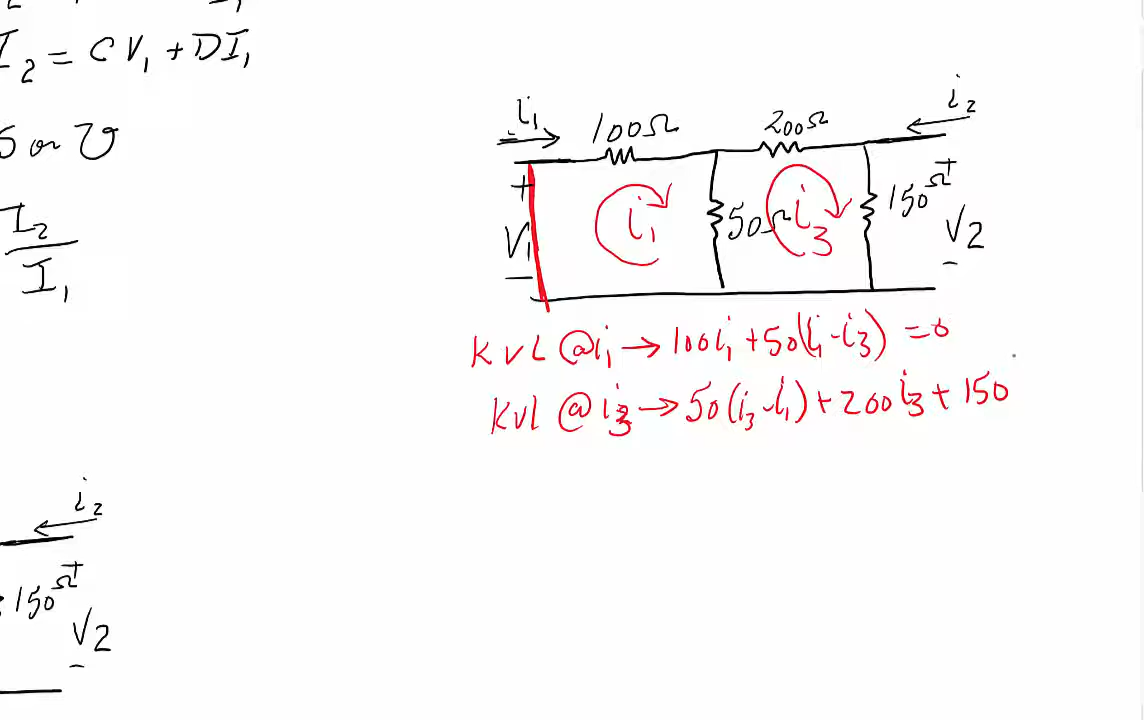 I₂ = CV₁ + DI₁
or ℧
I₂
I₁
i₁
100Ω
200Ω
i₂
+
V₁
-
i₁
50Ω
i₃
150Ω
+
V2
-
KVL @i₁ → 100i₁ + 50(i₁ - i₃) = 0
KVL @ i₃ → 50(i₃ - i₁) + 200i₃ + 150
i₂
150Ω
+
V2
-